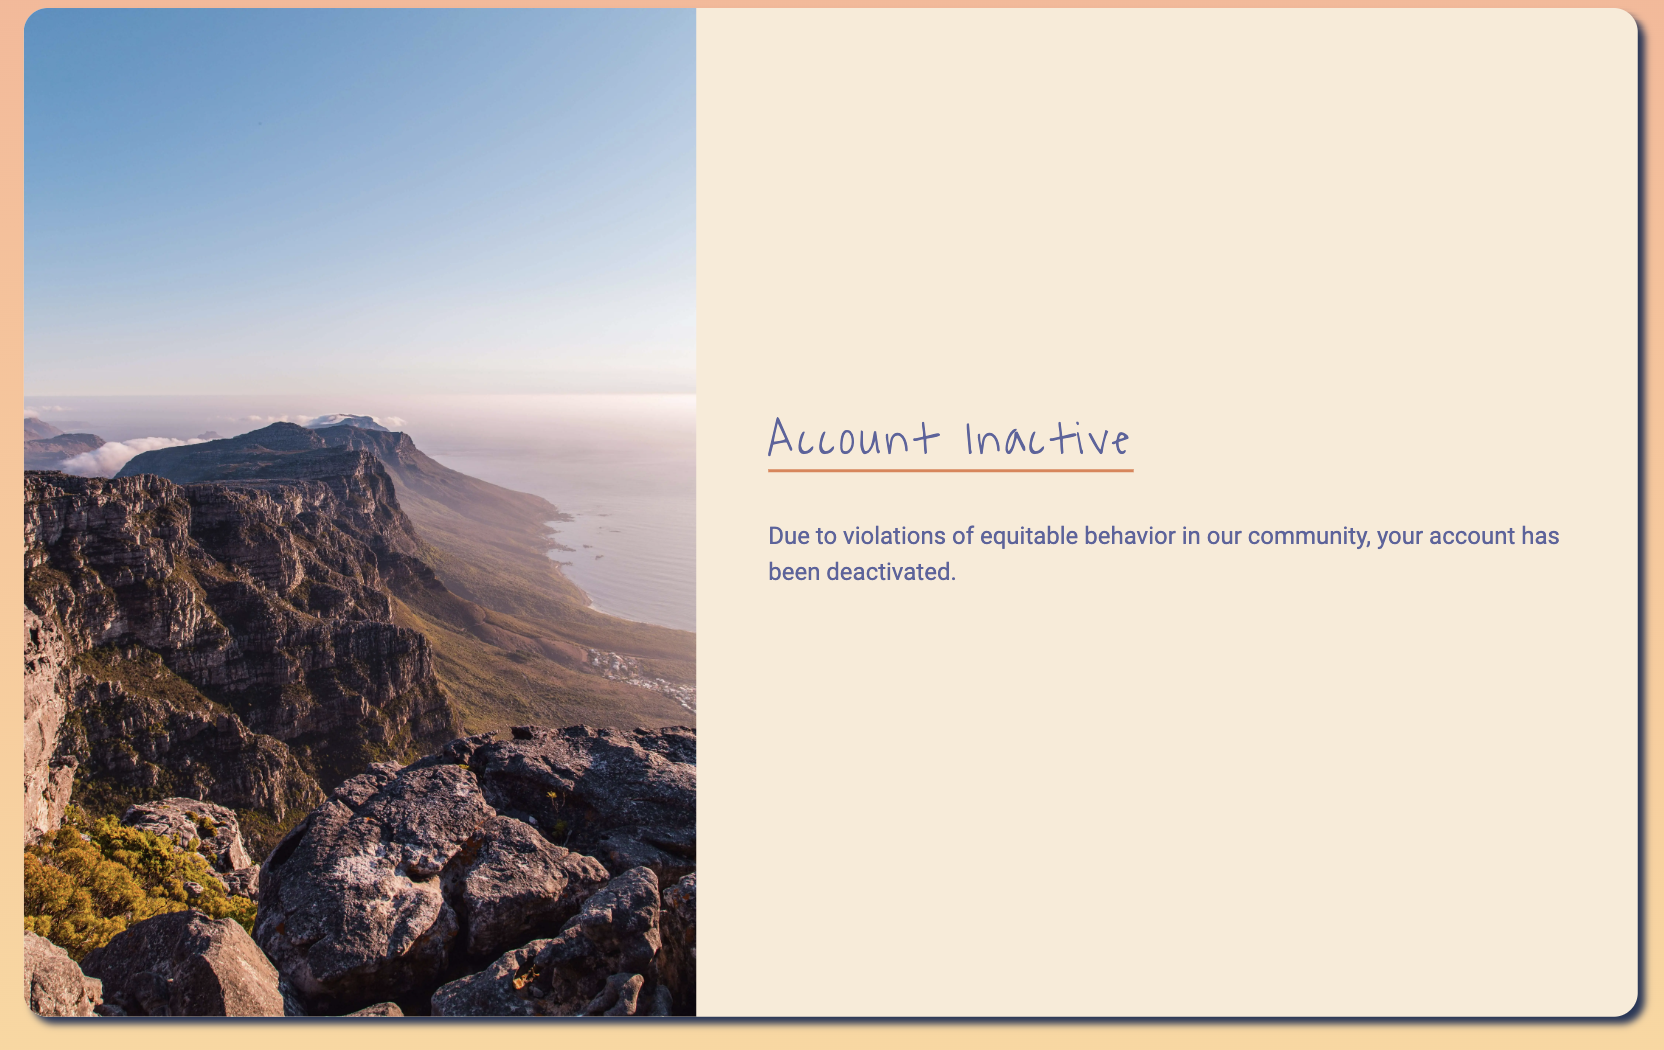 Account Inactive
Due to violations of equitable behavior in our community, your account has
been deactivated.